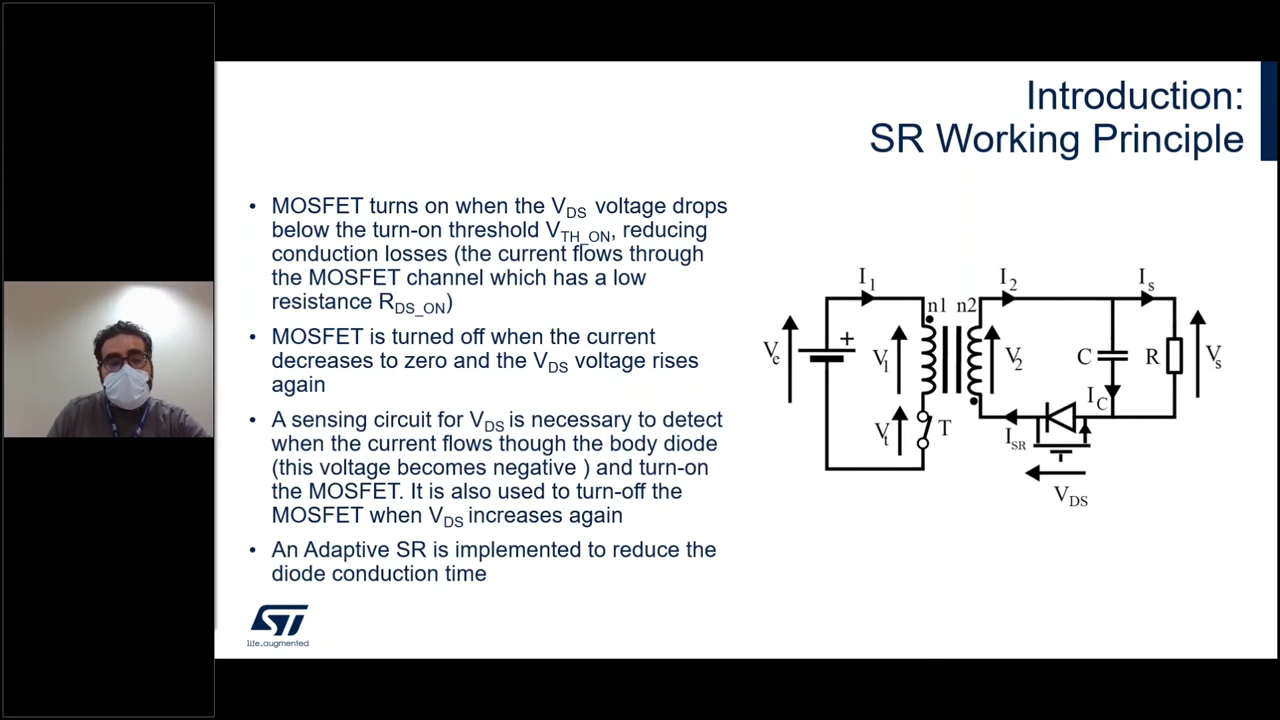 Introduction:
SR Working Principle
• MOSFET turns on when the VDS voltage drops
below the turn-on threshold VTH_ON, reducing
conduction losses (the current flows through
the MOSFET channel which has a low
resistance RDS_ON)
• MOSFET is turned off when the current
decreases to zero and the VDS voltage rises
again
• A sensing circuit for VDS is necessary to detect
when the current flows though the body diode
(this voltage becomes negative ) and turn-on
the MOSFET. It is also used to turn-off the
MOSFET when VDS increases again
• An Adaptive SR is implemented to reduce the
diode conduction time
I1
I2
Is
n1 n2
+
Ve
V1
V2
C
R
Vs
IC
Vt
T
ISR
VDS
ST
life.augmented